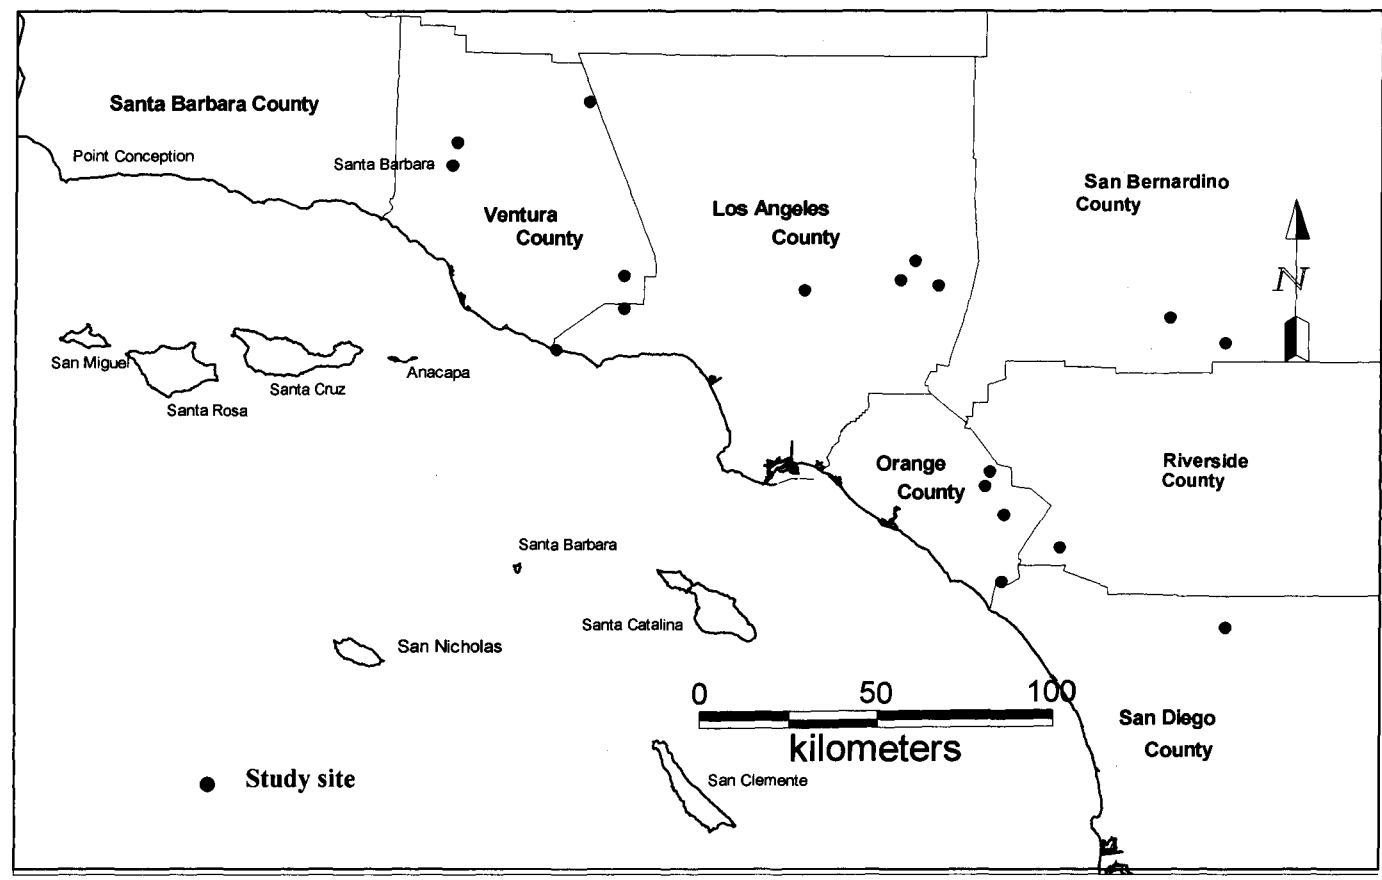 Santa Barbara County
Point Conception
Santa Barbara
Ventura
County
Los Angeles
County
San Bernardino
County
N
San Miguel
Santa Rosa
Santa Cruz
Anacapa
Orange
County
Riverside
County
Santa Barbara
Santa Catalina
San Nicholas
0 50 100
kilometers
San Diego
County
San Clemente
Study site